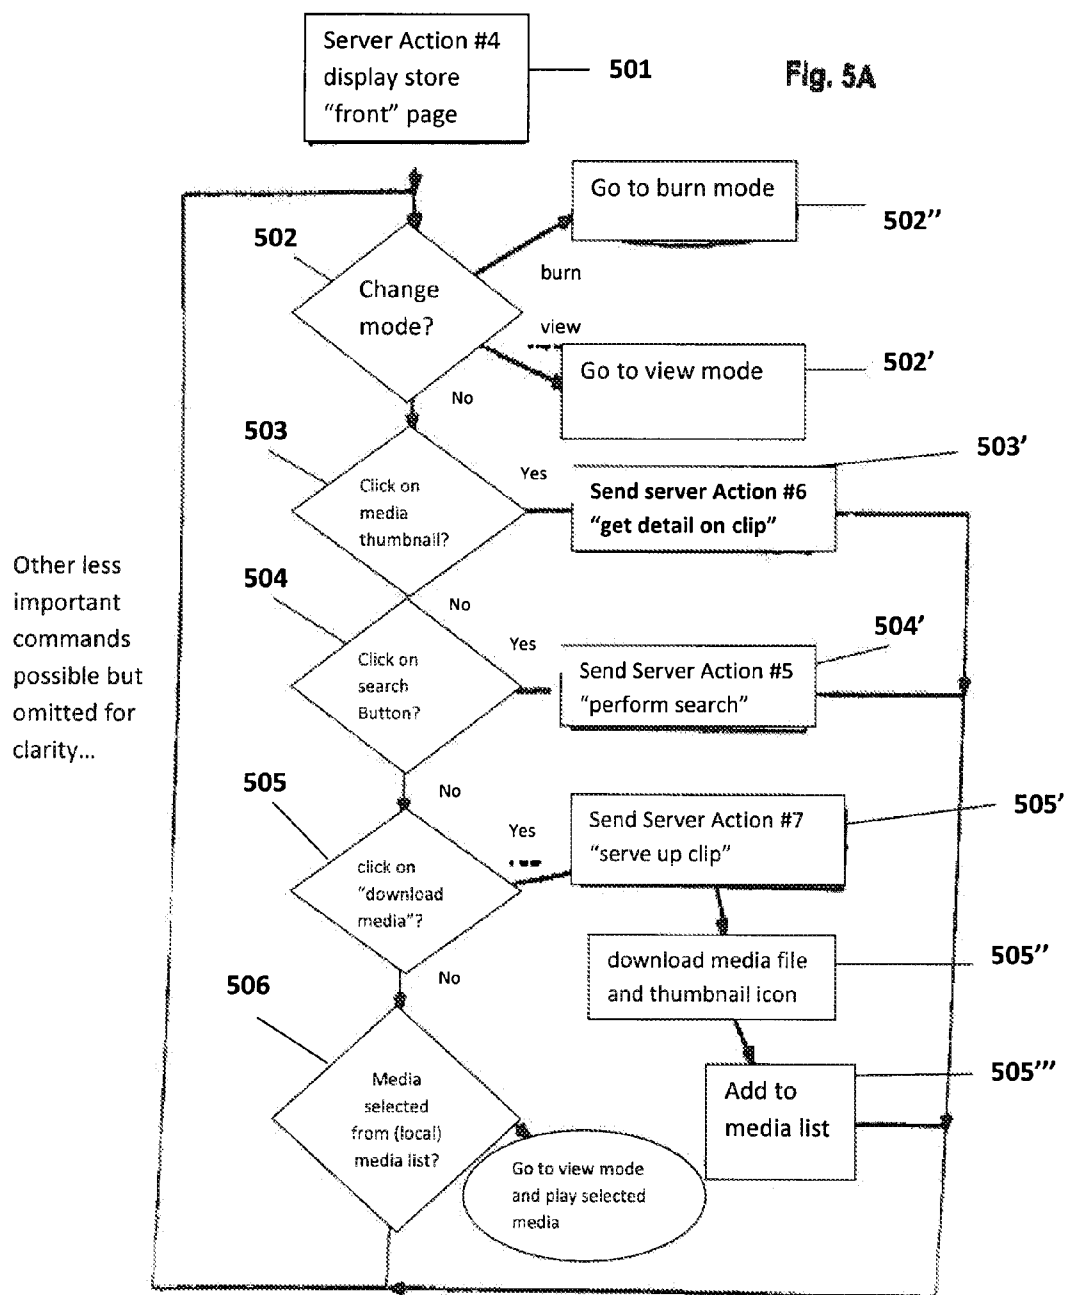 Server Action #4
display store
“front” page
501
Fig. 5A
Go to burn mode
502’’
502
burn
Change
mode?
view
Go to view mode
502’
No
503
503’
Click on
media
thumbnail?
Yes
Send server Action #6
“get detail on clip”
Other less
important
commands
possible but
omitted for
clarity...
504
No
504’
Click on
search
Button?
Yes
Send Server Action #5
“perform search”
505
No
505’
Yes
Send Server Action #7
“serve up clip”
click on
“download
media”?
505’’
download media file
and thumbnail icon
No
506
505’’’
Add to
media list
Media
selected
from (local)
media list?
Go to view mode
and play selected
media